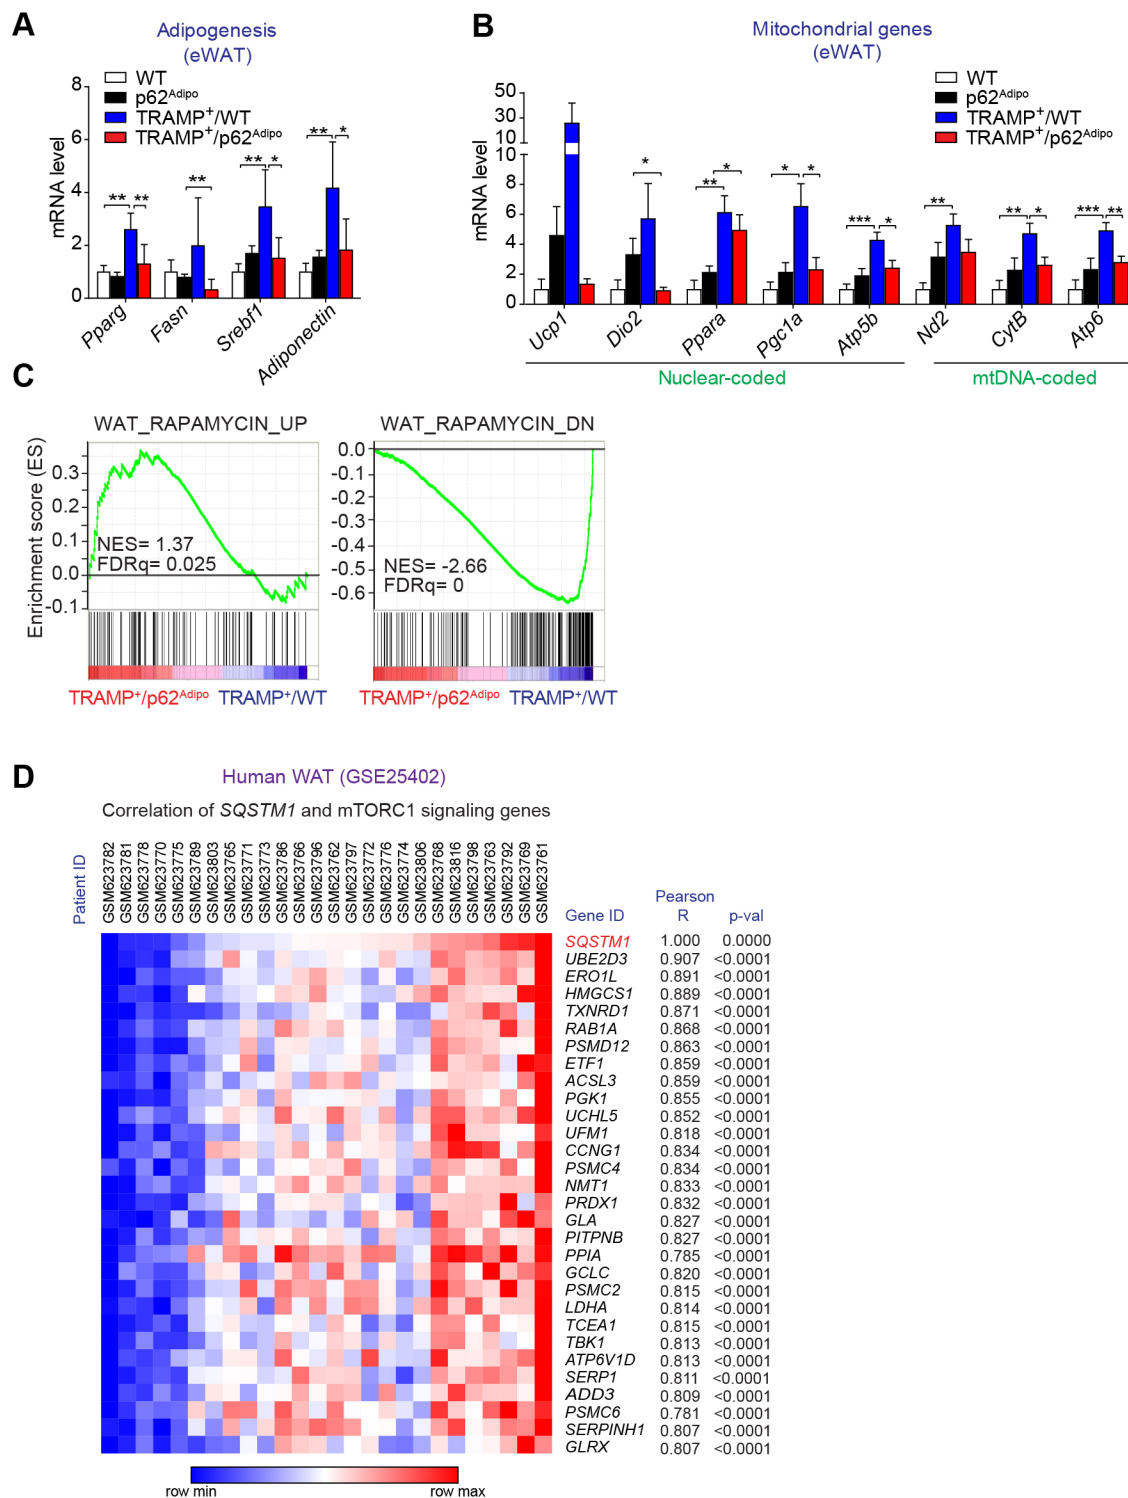 A
Adipogenesis
(eWAT)
WT
p62Adipo
TRAMP+/WT
TRAMP+/p62Adipo
mRNA level
8
6
4
2
0
** **
**
** *
** *
Pparg
Fasn
Srebf1
Adiponectin
B
Mitochondrial genes
(eWAT)
WT
p62Adipo
TRAMP+/WT
TRAMP+/p62Adipo
mRNA level
50
30
10
10
8
6
4
2
0
*
** *
* *
*** *
**
** *
*** **
Ucp1
Dio2
Ppara
Pgc1a
Atp5b
Nd2
CytB
Atp6
Nuclear-coded
mtDNA-coded
C
WAT_RAPAMYCIN_UP
Enrichment score (ES)
0.3
0.2
0.1
0.0
-0.1
NES= 1.37
FDRq= 0.025
TRAMP+/p62Adipo TRAMP+/WT
WAT_RAPAMYCIN_DN
0.0
-0.1
-0.2
-0.3
-0.4
-0.5
-0.6
NES= -2.66
FDRq= 0
TRAMP+/p62Adipo TRAMP+/WT
D
Human WAT (GSE25402)
Correlation of SQSTM1 and mTORC1 signaling genes
Patient ID
GSM623782
GSM623781
GSM623778
GSM623770
GSM623775
GSM623789
GSM623803
GSM623765
GSM623771
GSM623773
GSM623786
GSM623766
GSM623796
GSM623762
GSM623797
GSM623772
GSM623776
GSM623774
GSM623806
GSM623768
GSM623816
GSM623798
GSM623763
GSM623792
GSM623769
GSM623761
Pearson
Gene ID R p-val
SQSTM1 1.000 0.0000
UBE2D3 0.907 <0.0001
ERO1L 0.891 <0.0001
HMGCS1 0.889 <0.0001
TXNRD1 0.871 <0.0001
RAB1A 0.868 <0.0001
PSMD12 0.863 <0.0001
ETF1 0.859 <0.0001
ACSL3 0.859 <0.0001
PGK1 0.855 <0.0001
UCHL5 0.852 <0.0001
UFM1 0.818 <0.0001
CCNG1 0.834 <0.0001
PSMC4 0.834 <0.0001
NMT1 0.833 <0.0001
PRDX1 0.832 <0.0001
GLA 0.827 <0.0001
PITPNB 0.827 <0.0001
PPIA 0.785 <0.0001
GCLC 0.820 <0.0001
PSMC2 0.815 <0.0001
LDHA 0.814 <0.0001
TCEA1 0.815 <0.0001
TBK1 0.813 <0.0001
ATP6V1D 0.813 <0.0001
SERP1 0.811 <0.0001
ADD3 0.809 <0.0001
PSMC6 0.781 <0.0001
SERPINH1 0.807 <0.0001
GLRX 0.807 <0.0001
row min row max